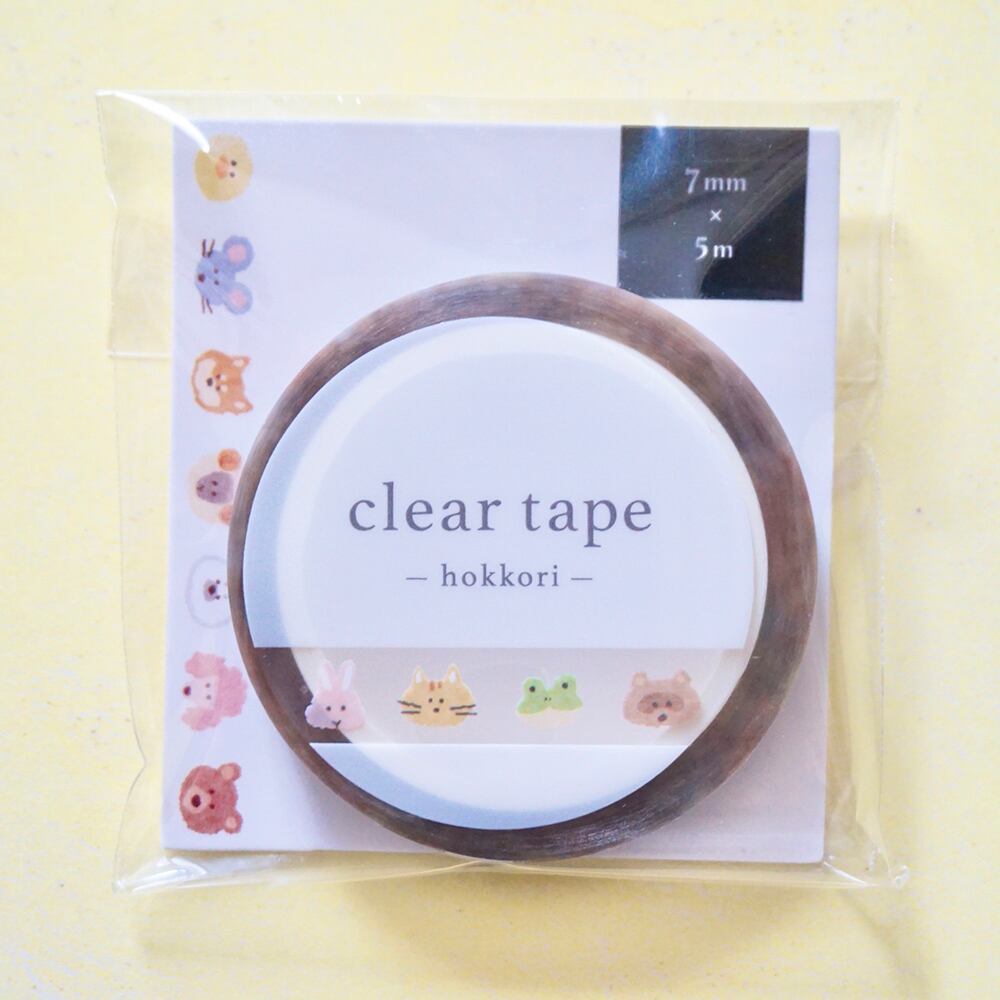 7mm
×
5m
clear tape
— hokkori —